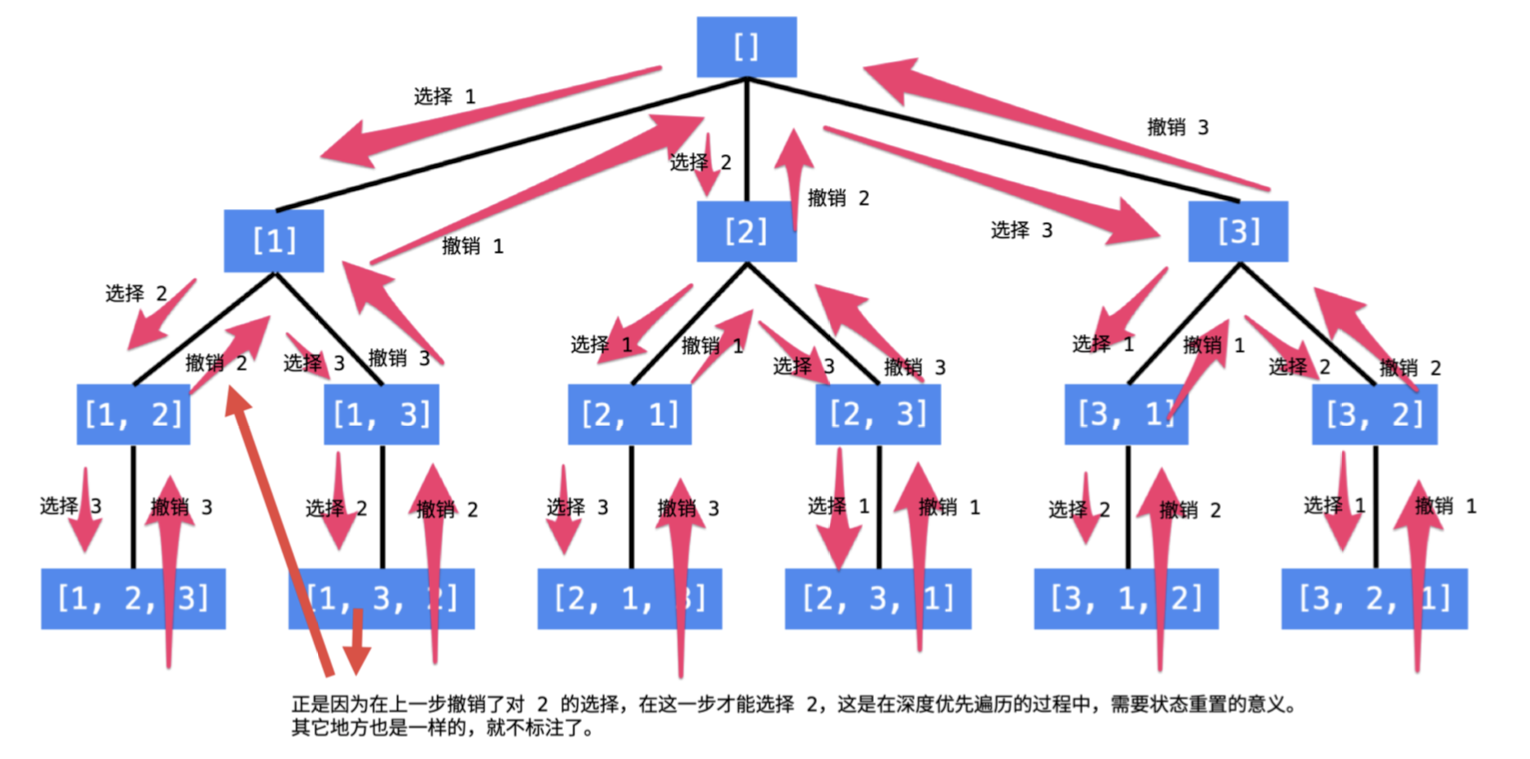 []
选择 1
撤销 3
选择 2
撤销 2
撤销 1
选择 3
[1]
[2]
[3]
选择 2
撤销 2
选择 3
撤销 3
选择 1
撤销 1
选择 3
撤销 3
选择 1
撤销 1
选择 2
撤销 2
[1, 2]
[1, 3]
[2, 1]
[2, 3]
[3, 1]
[3, 2]
选择 3
撤销 3
选择 2
撤销 2
选择 3
撤销 3
选择 1
撤销 1
选择 2
撤销 2
选择 1
撤销 1
[1, 2, 3]
[1, 3, 2]
[2, 1, 3]
[2, 3, 1]
[3, 1, 2]
[3, 2, 1]
正是因为在上一步撤销了对 2 的选择，在这一步才能选择 2，这是在深度优先遍历的过程中，需要状态重置的意义。
其它地方也是一样的，就不标注了。